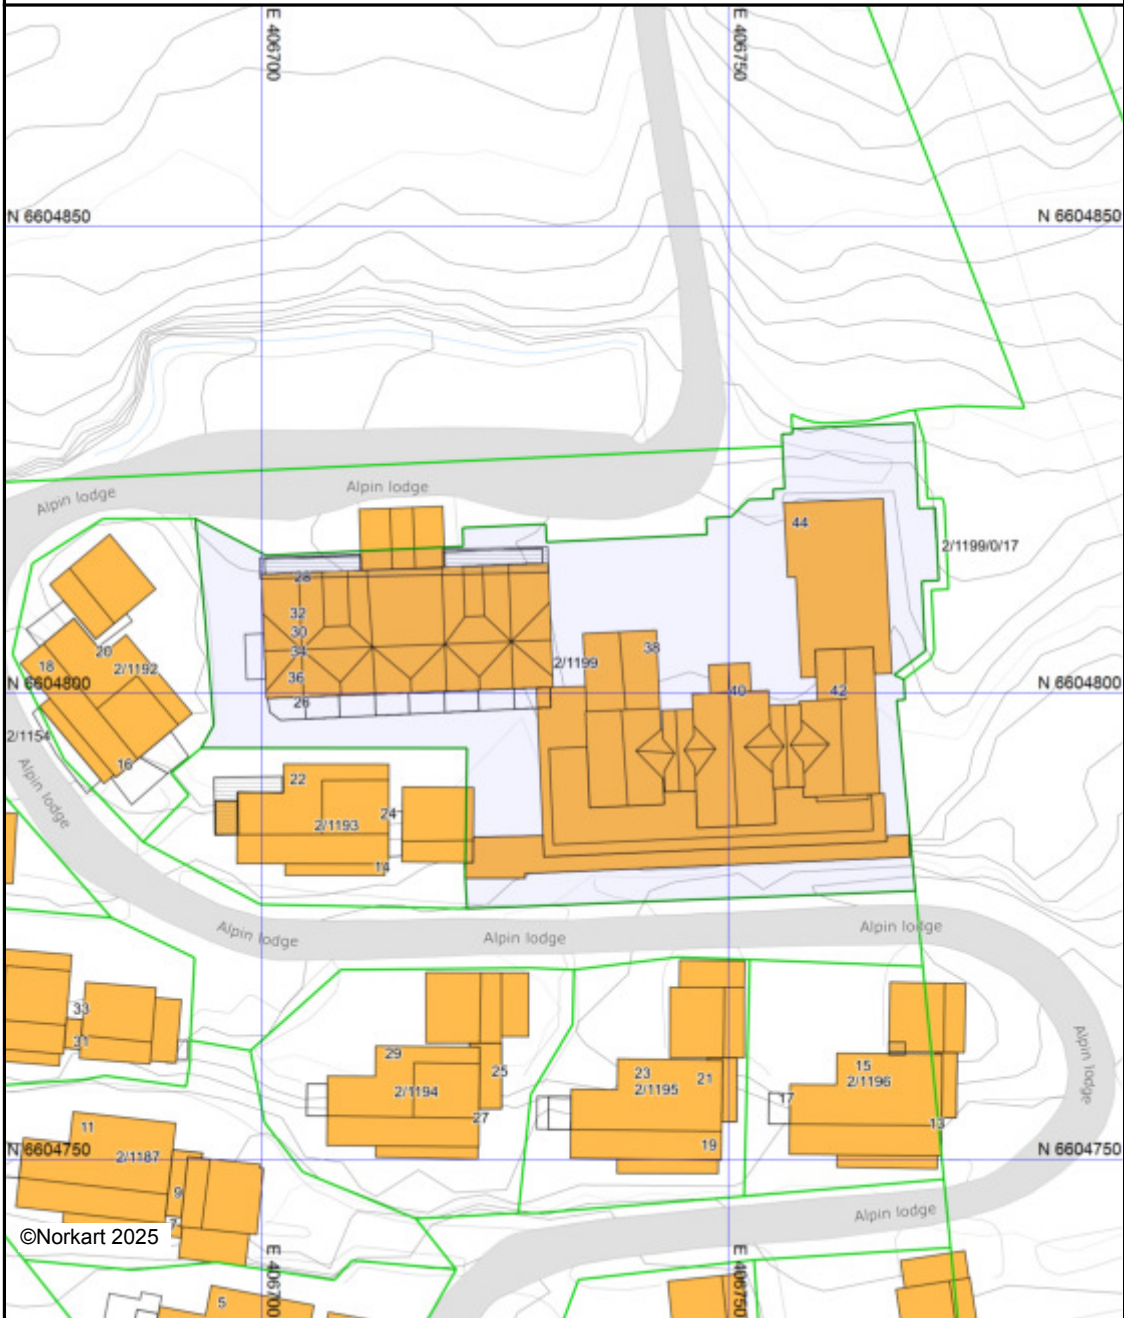 E 406700
E 406750
N 6604850
N 6604850
Alpin lodge
Alpin lodge
44
2/1199/0/17
28
32
30
34
36
26
2/1199
38
40
42
20
18
2/1192
N 6604800
N 6604800
2/1154
16
Alpin lodge
22
24
2/1193
14
Alpin lodge
Alpin lodge
Alpin lodge
33
31
29
25
2/1194
27
23
21
2/1195
19
15
2/1196
17
13
Alpin lodge
11
N 6604750
2/1187
N 6604750
9
7
Alpin lodge
©Norkart 2025
E 406700
E 406750
5